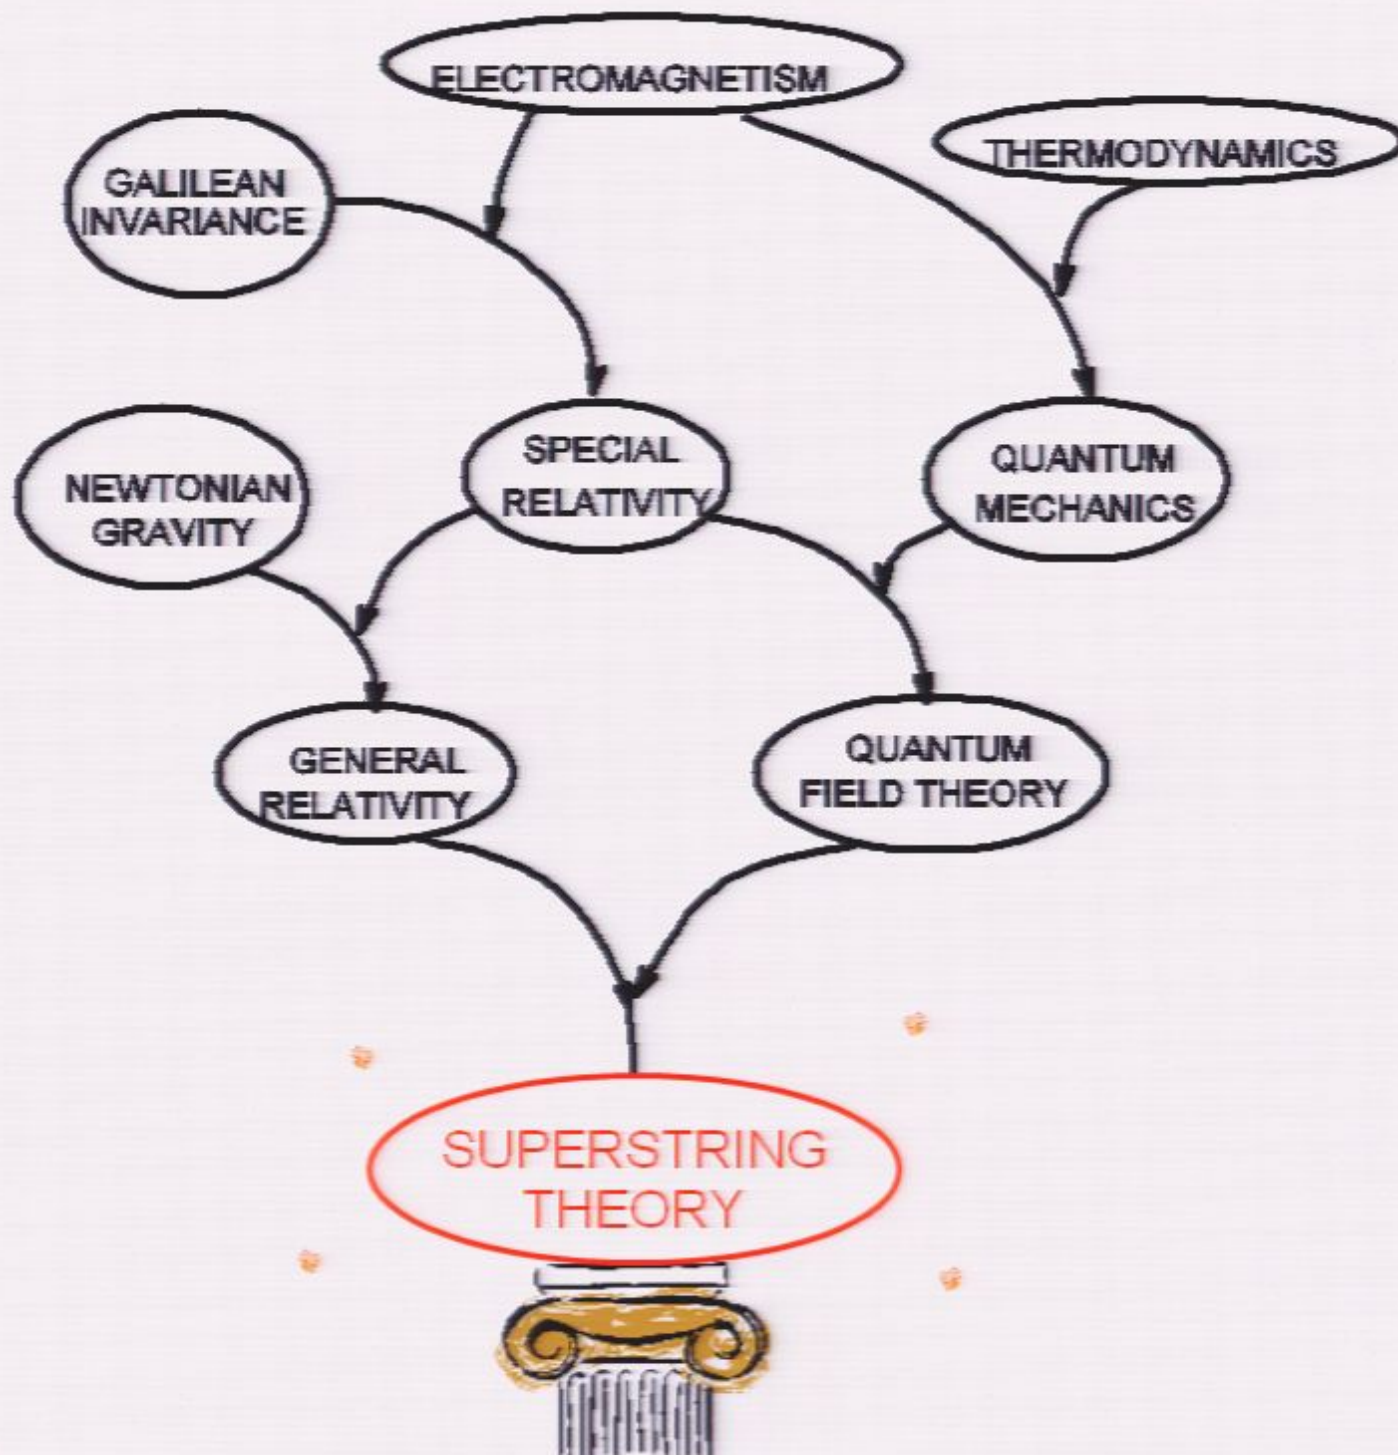 ELECTROMAGNETISM
THERMODYNAMICS
GALILEAN
INVARIANCE
SPECIAL
RELATIVITY
QUANTUM
MECHANICS
NEWTONIAN
GRAVITY
GENERAL
RELATIVITY
QUANTUM
FIELD THEORY
SUPERSTRING
THEORY